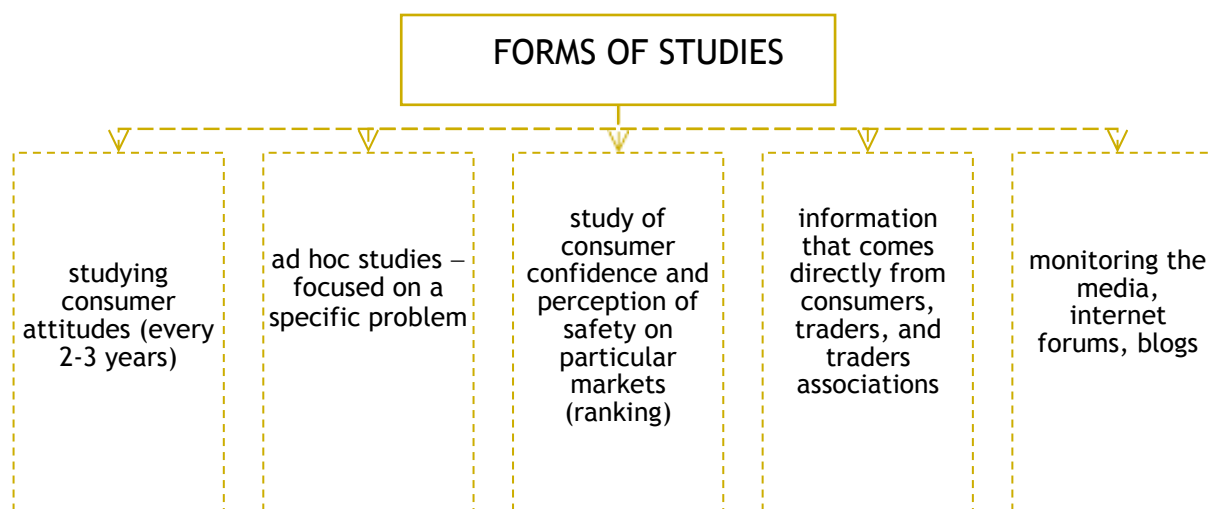 FORMS OF STUDIES
studying
consumer
attitudes (every
2-3 years)
ad hoc studies –
focused on a
specific problem
study of
consumer
confidence and
perception of
safety on
particular
markets
(ranking)
information
that comes
directly from
consumers,
traders, and
traders
associations
monitoring the
media,
internet
forums, blogs